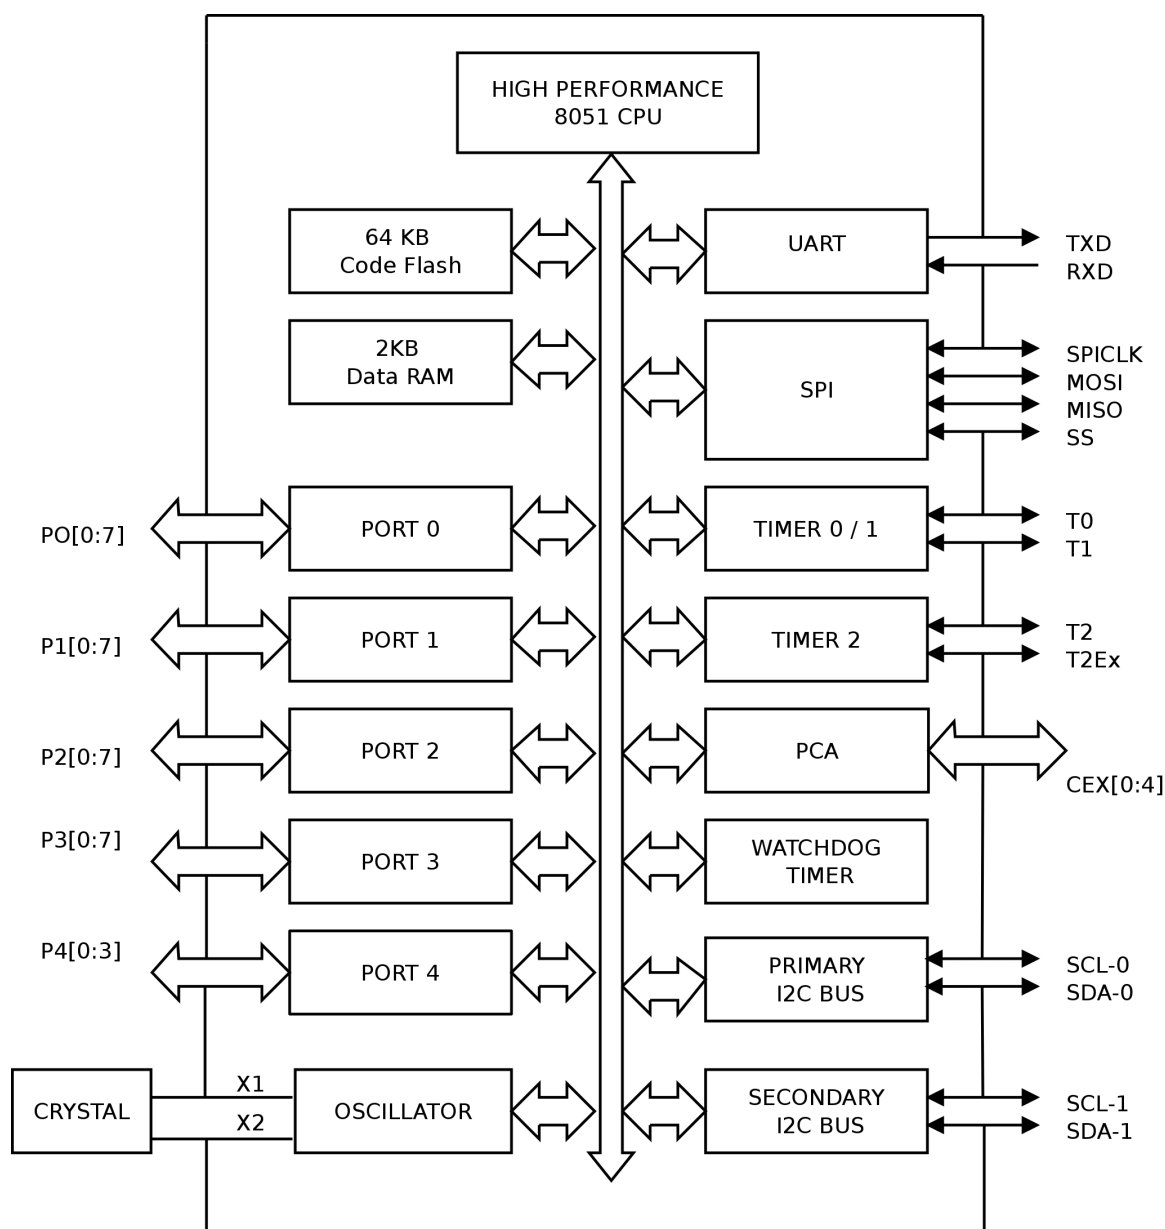 HIGH PERFORMANCE
8051 CPU
64 KB
Code Flash
UART
TXD
RXD
2KB
Data RAM
SPI
SPICLK
MOSI
MISO
SS
PO[0:7]
PORT 0
TIMER 0 / 1
T0
T1
P1[0:7]
PORT 1
TIMER 2
T2
T2Ex
P2[0:7]
PORT 2
PCA
CEX[0:4]
P3[0:7]
PORT 3
WATCHDOG
TIMER
P4[0:3]
PORT 4
PRIMARY
I2C BUS
SCL-0
SDA-0
CRYSTAL
X1
X2
OSCILLATOR
SECONDARY
I2C BUS
SCL-1
SDA-1